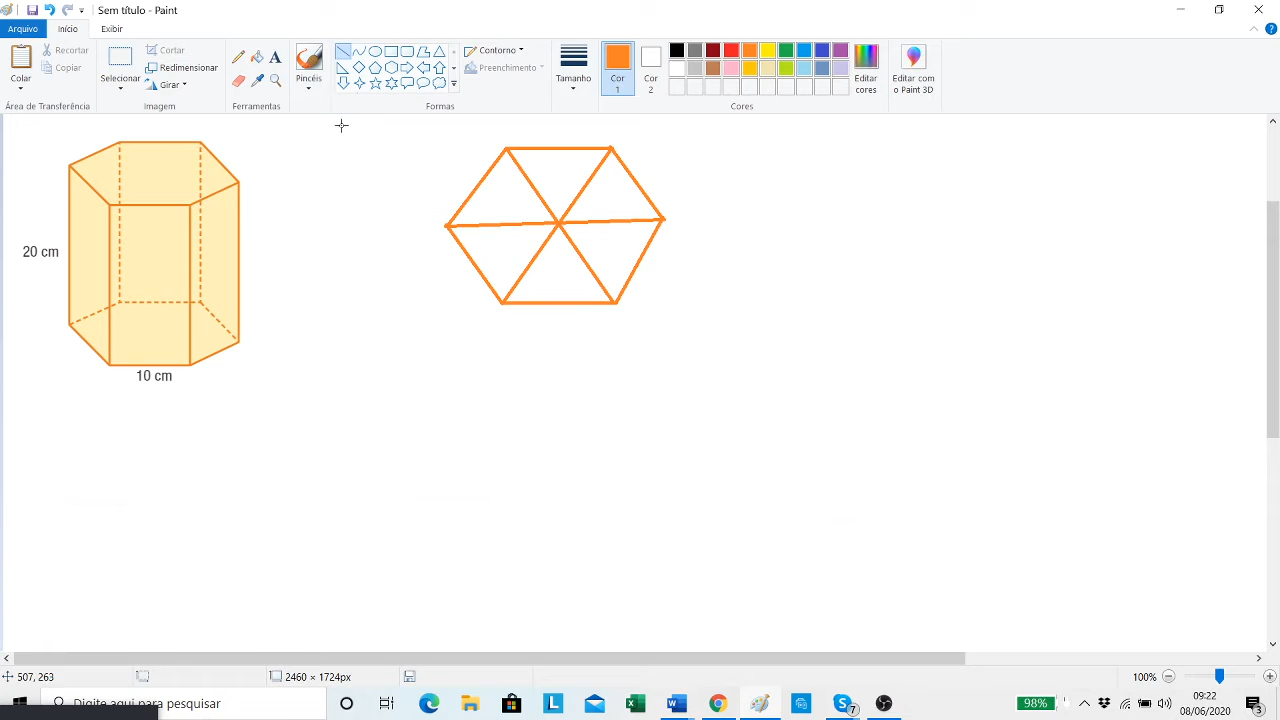 Sem título - Paint
Arquivo
Início
Exibir
Colar
Recortar
Copiar
Área de Transferência
Selecionar
Cortar
Redimensionar
Girar
Imagem
Ferramentas
Pincéis
Contorno
Preenchimento
Formas
Tamanho
Cor 1
Cor 2
Editar cores
Cores
Editar com o Paint 3D
20 cm
10 cm
507, 263
2460 × 1724px
100%
Digite aqui para pesquisar
98%
09:22
08/06/2020
7
3